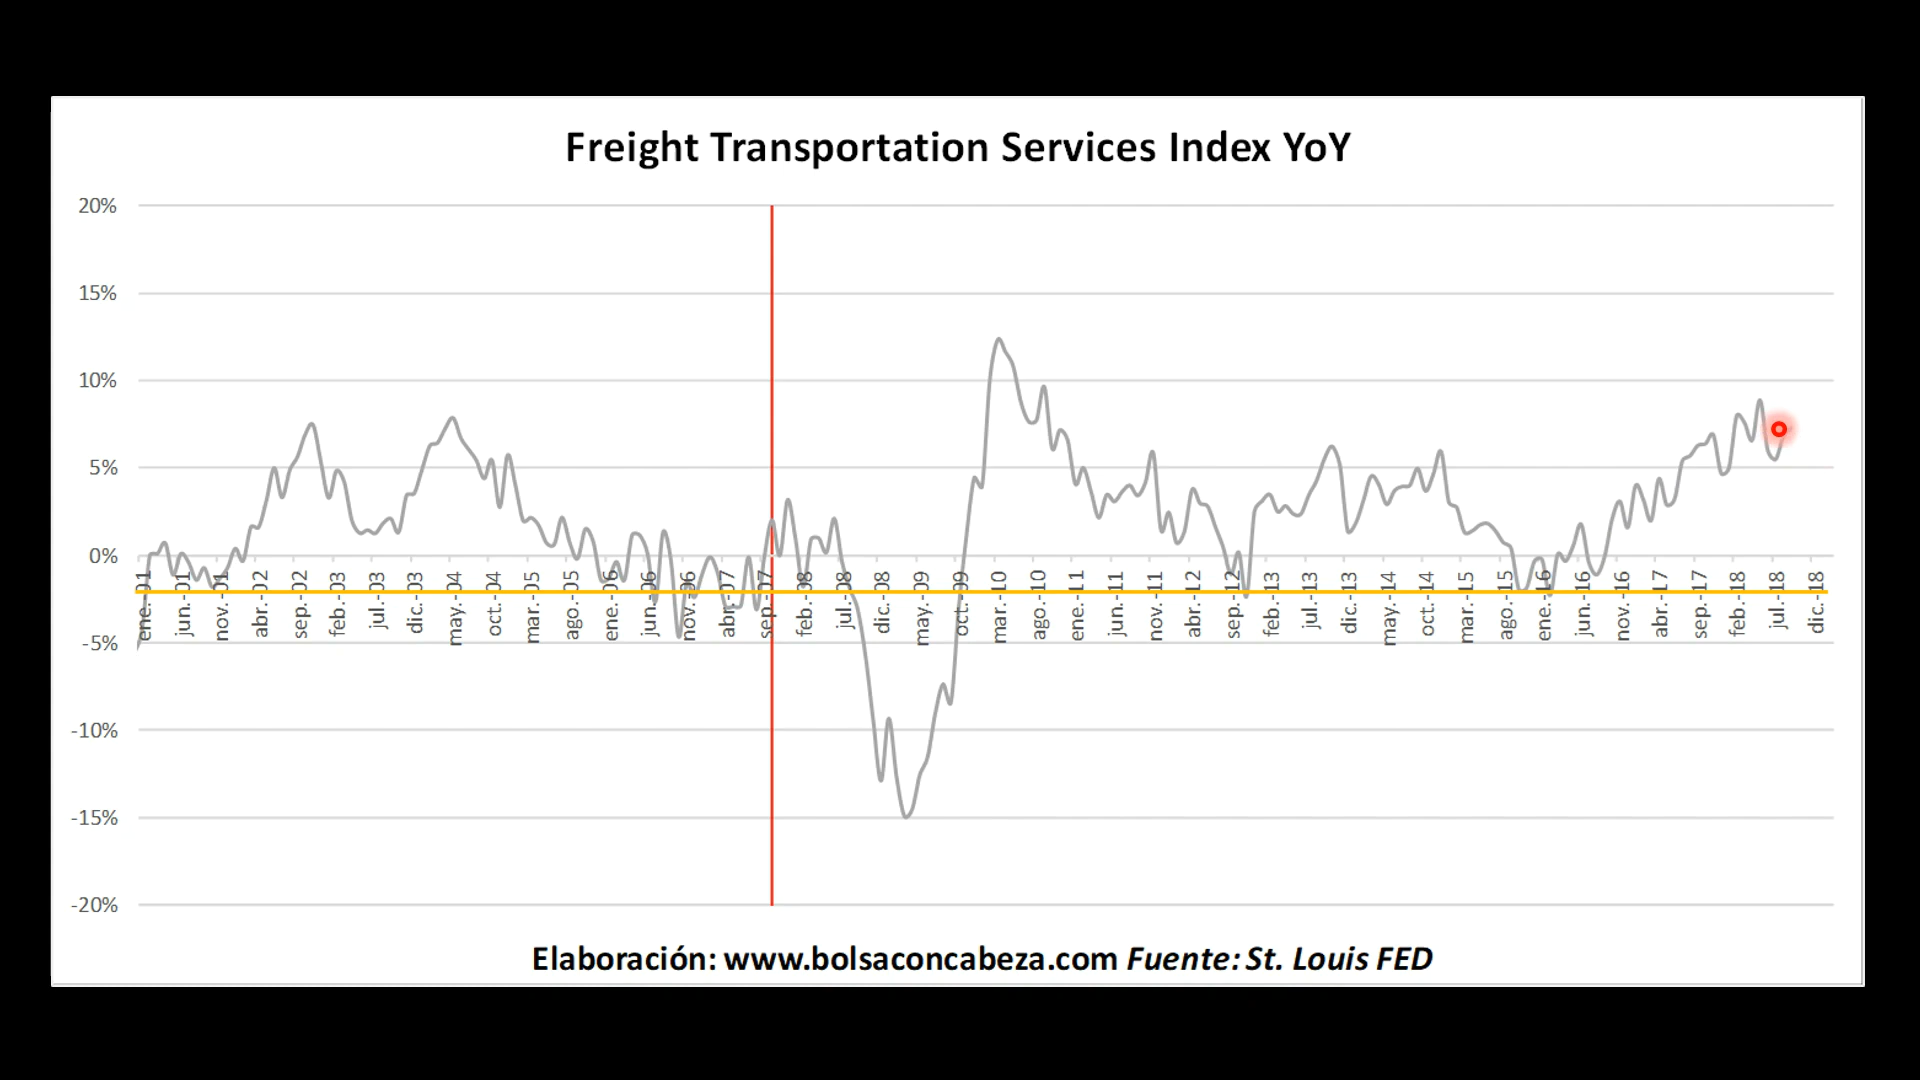 Freight Transportation Services Index YoY
20%
15%
10%
5%
0%
-5%
-10%
-15%
-20%
ene.-01
jun.-01
nov.-01
abr.-02
sep.-02
feb.-03
jul.-03
dic.-03
may.-04
oct.-04
mar.-05
ago.-05
ene.-06
jun.-06
nov.-06
abr.-07
sep.-07
feb.-08
jul.-08
dic.-08
may.-09
oct.-09
mar.-10
ago.-10
ene.-11
jun.-11
nov.-11
abr.-12
sep.-12
feb.-13
jul.-13
dic.-13
may.-14
oct.-14
mar.-15
ago.-15
ene.-16
jun.-16
nov.-16
abr.-17
sep.-17
feb.-18
jul.-18
dic.-18
Elaboración: www.bolsaconcabeza.com Fuente: St. Louis FED